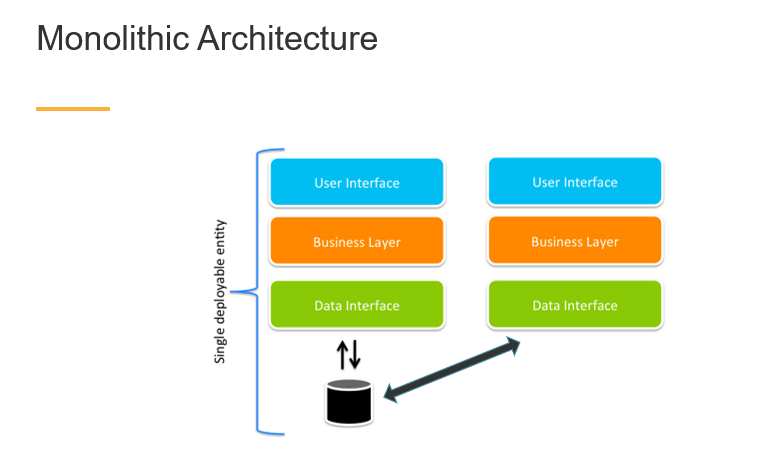 Monolithic Architecture
Single deployable entity
User Interface
Business Layer
Data Interface
User Interface
Business Layer
Data Interface